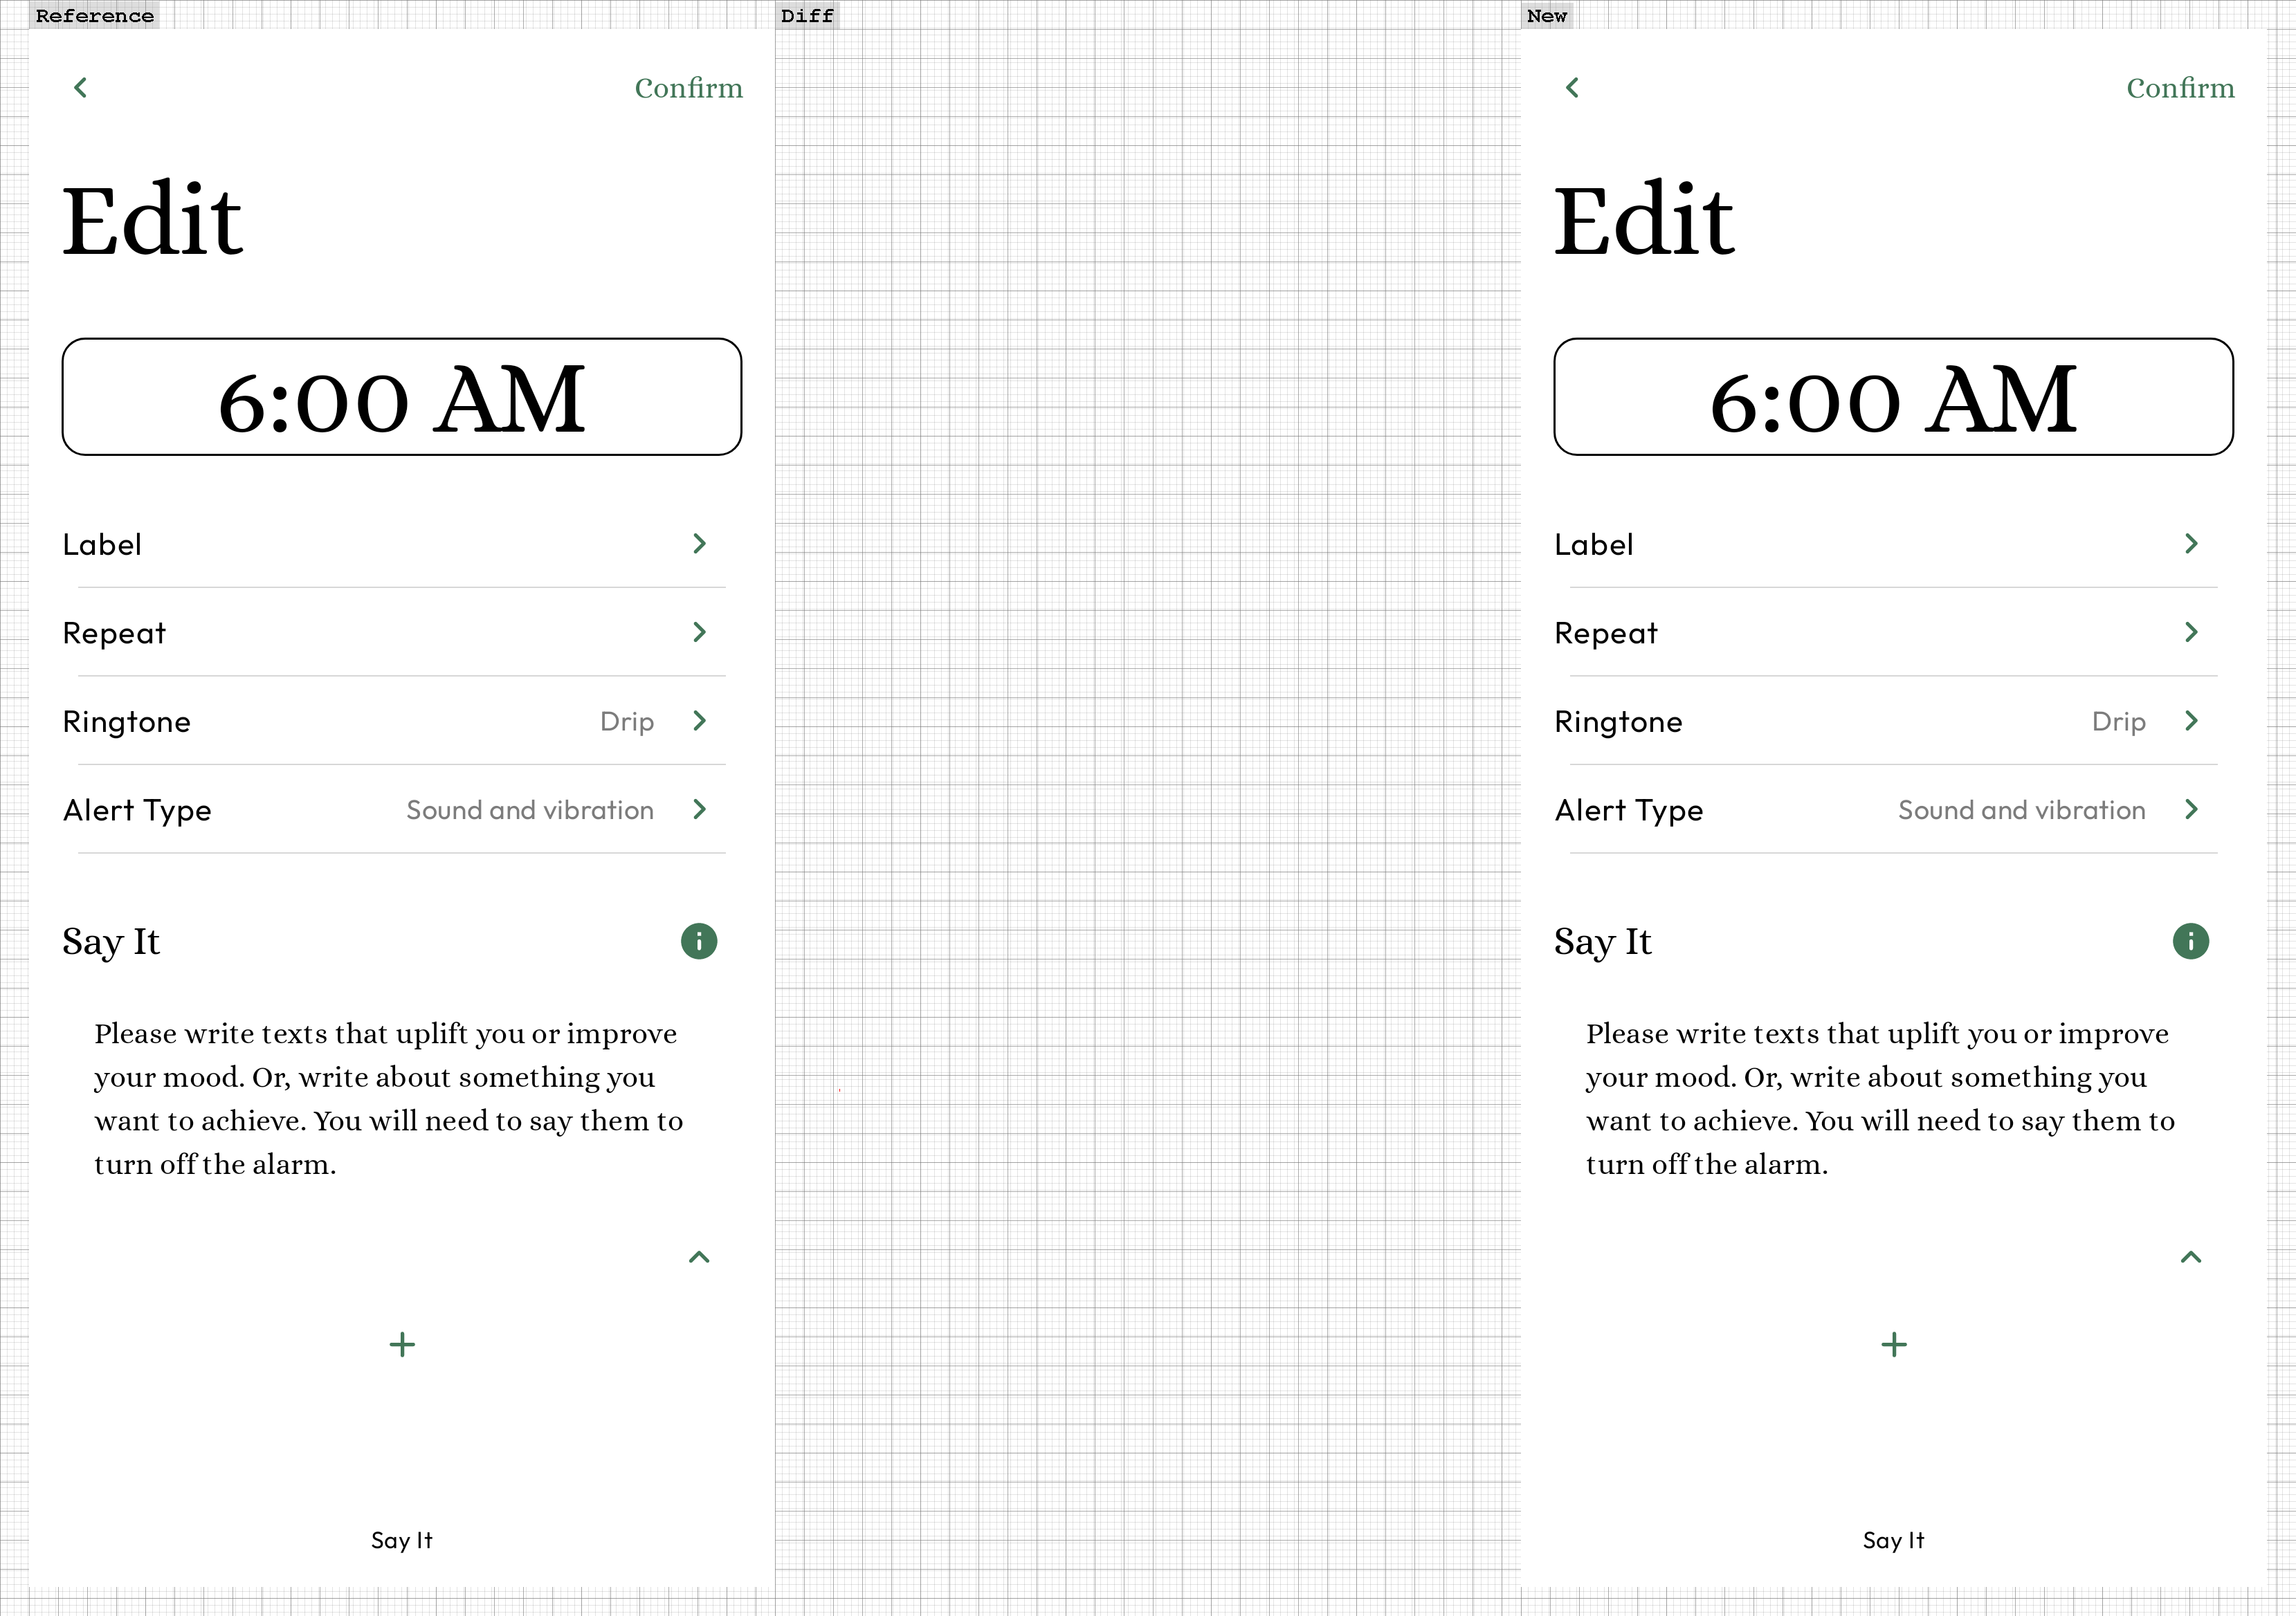 Reference
Diff
New
Confirm
Edit
6:00 AM
Label
Repeat
Ringtone Drip
Alert Type Sound and vibration
Say It
Please write texts that uplift you or improve
your mood. Or, write about something you
want to achieve. You will need to say them to
turn off the alarm.
Say It
Confirm
Edit
6:00 AM
Label
Repeat
Ringtone Drip
Alert Type Sound and vibration
Say It
Please write texts that uplift you or improve
your mood. Or, write about something you
want to achieve. You will need to say them to
turn off the alarm.
Say It